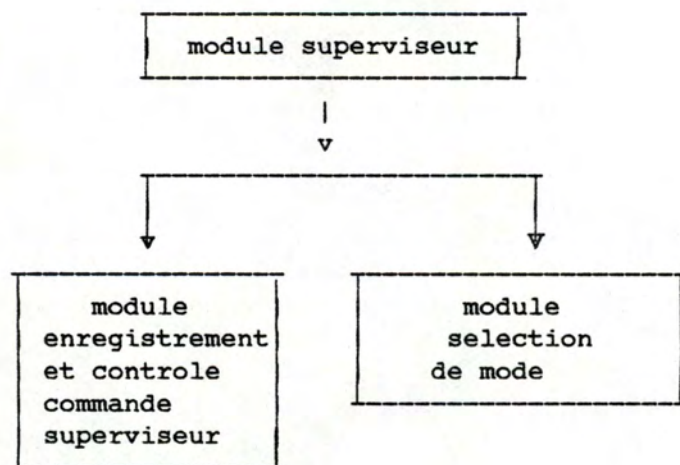 module superviseur
module
enregistrement
et controle
commande
superviseur
module
selection
de mode